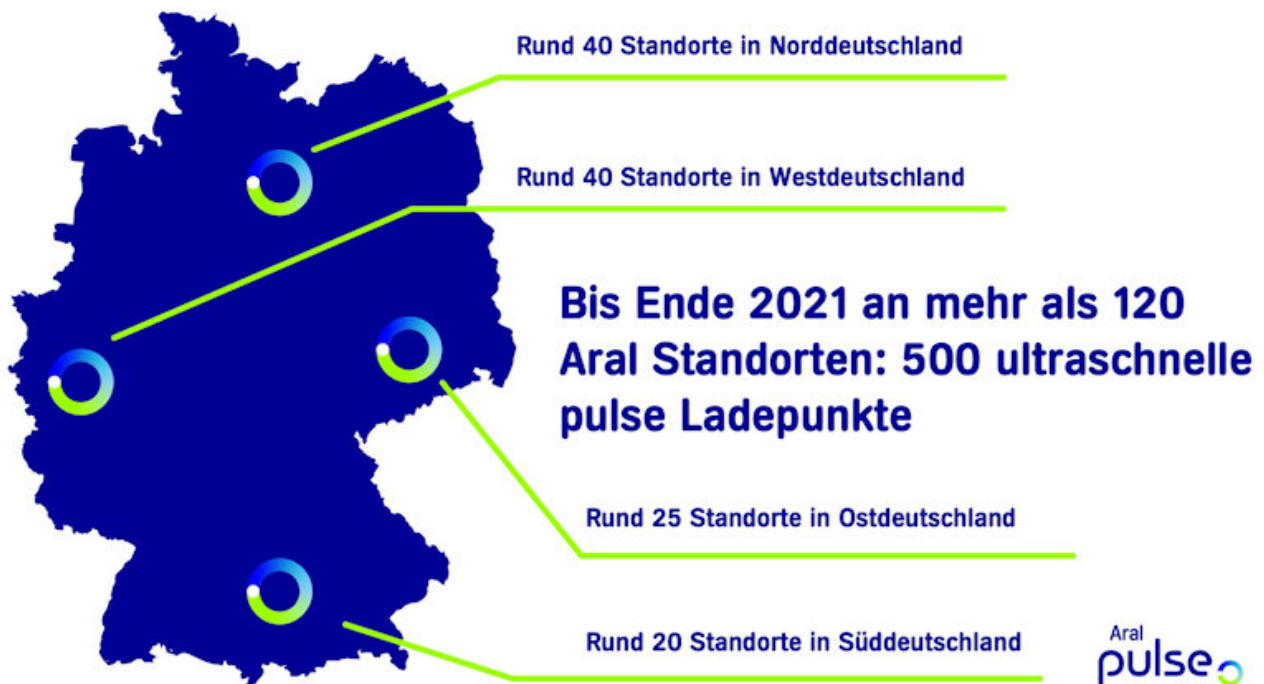 Rund 40 Standorte in Norddeutschland
Rund 40 Standorte in Westdeutschland
Bis Ende 2021 an mehr als 120
Aral Standorten: 500 ultraschnelle
pulse Ladepunkte
Rund 25 Standorte in Ostdeutschland
Rund 20 Standorte in Süddeutschland
Aral
pulse